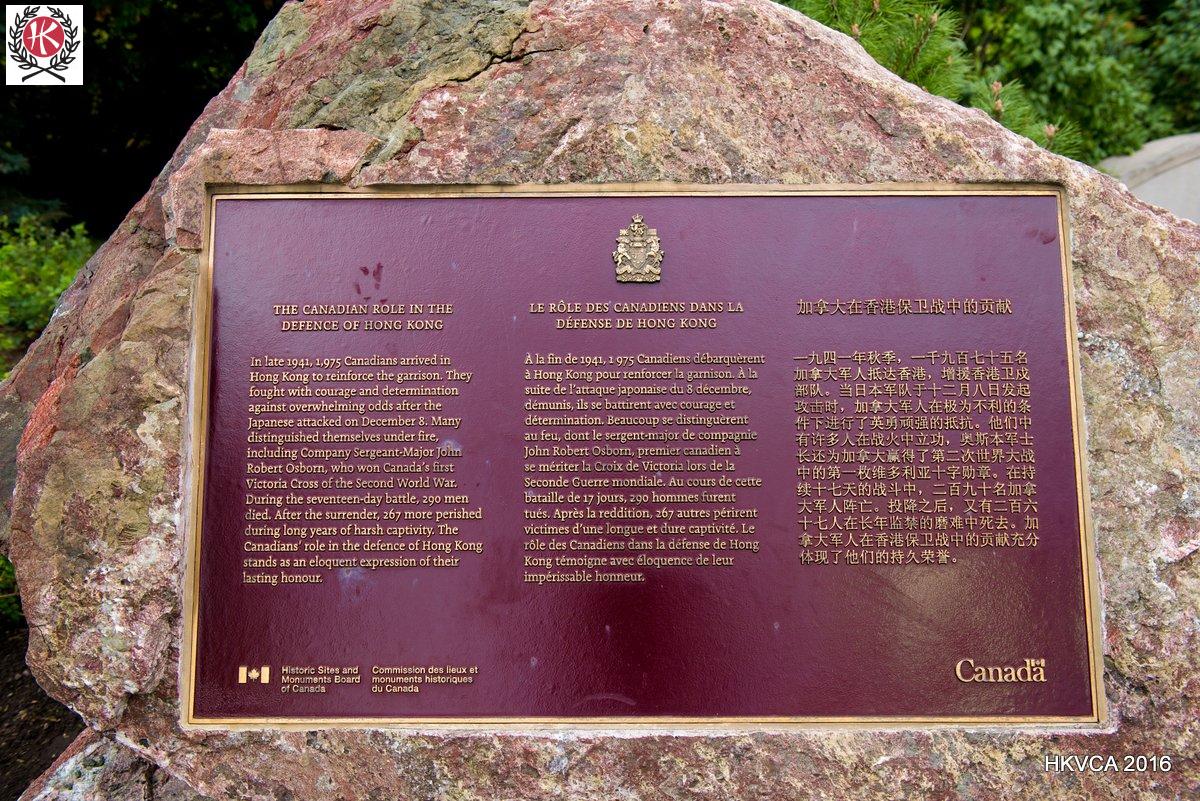 HK
THE CANADIAN ROLE IN THE
DEFENCE OF HONG KONG
In late 1941, 1,975 Canadians arrived in
Hong Kong to reinforce the garrison. They
fought with courage and determination
against overwhelming odds after the
Japanese attacked on December 8. Many
distinguished themselves under fire,
including Company Sergeant-Major John
Robert Osborn, who won Canada's first
Victoria Cross of the Second World War.
During the seventeen-day battle, 290 men
died. After the surrender, 267 more perished
during long years of harsh captivity. The
Canadians' role in the defence of Hong Kong
stands as an eloquent expression of their
lasting honour.
LE RÔLE DES CANADIENS DANS LA
DÉFENSE DE HONG KONG
À la fin de 1941, 1 975 Canadiens débarquèrent
à Hong Kong pour renforcer la garnison. À la
suite de l'attaque japonaise du 8 décembre,
démunis, ils se battirent avec courage et
détermination. Beaucoup se distinguèrent
au feu, dont le sergent-major de compagnie
John Robert Osborn, premier canadien à
se mériter la Croix de Victoria lors de la
Seconde Guerre mondiale. Au cours de cette
bataille de 17 jours, 290 hommes furent
tués. Après la reddition, 267 autres périrent
victimes d'une longue et dure captivité. Le
rôle des Canadiens dans la défense de Hong
Kong témoigne avec éloquence de leur
impérissable honneur.
加拿大在香港保卫战中的贡献
一九四一年秋季，一千九百七十五名
加拿大军人抵达香港，增援香港卫戍
部队。当日本军队于十二月八日发起
攻击时，加拿大军人在极为不利的条
件下进行了英勇顽强的抵抗。他们中
有许多人在战火中立功，奥斯本军士
长还为加拿大赢得了第二次世界大战
中的第一枚维多利亚十字勋章。在持
续十七天的战斗中，二百九十名加拿
大军人阵亡。投降之后，又有二百六
十七人在长年监禁的磨难中死去。加
拿大军人在香港保卫战中的贡献充分
体现了他们的持久荣誉。
Historic Sites and
Monuments Board
of Canada
Commission des lieux et
monuments historiques
du Canada
Canada
HKVCA 2016